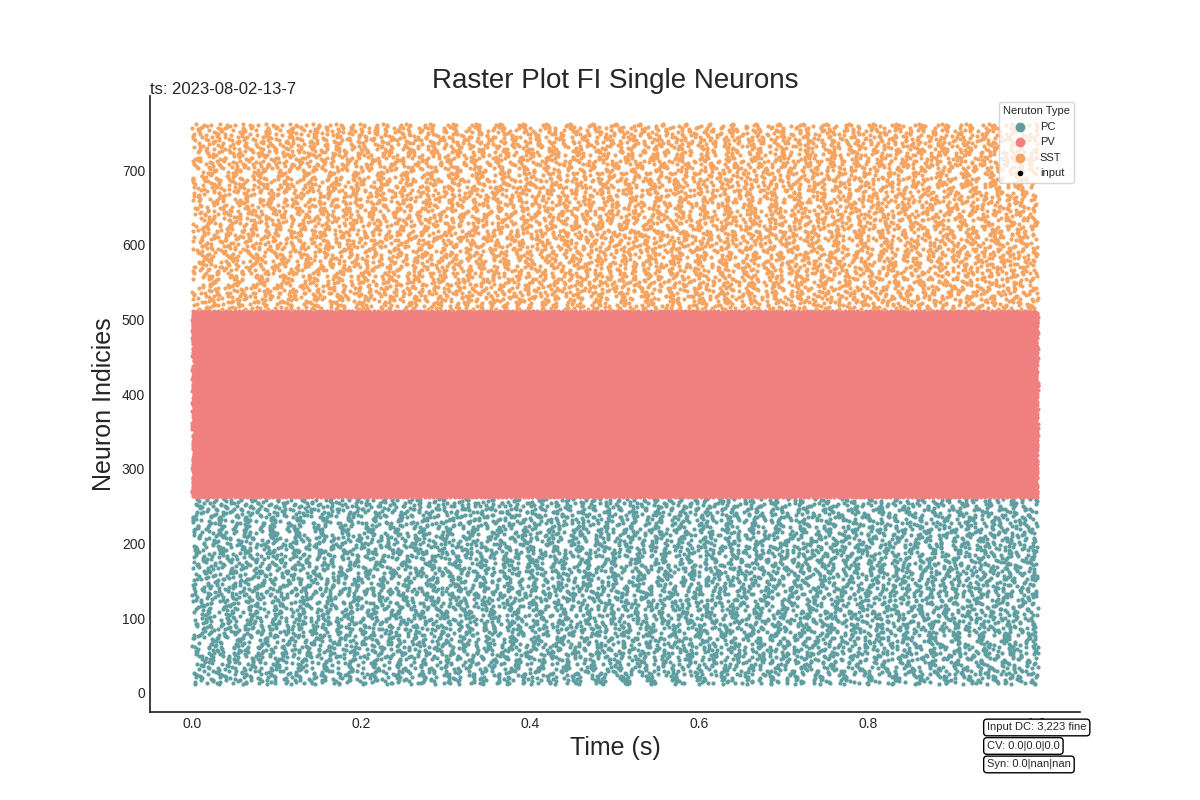 Raster Plot FI Single Neurons
ts: 2023-08-02-13-7
Neruton Type
PC
PV
SST
input
700
600
500
400
300
200
100
0
Neuron Indicies
0.0 0.2 0.4 0.6 0.8
Time (s)
Input DC: 3,223 fine
CV: 0.0|0.0|0.0
Syn: 0.0|nan|nan